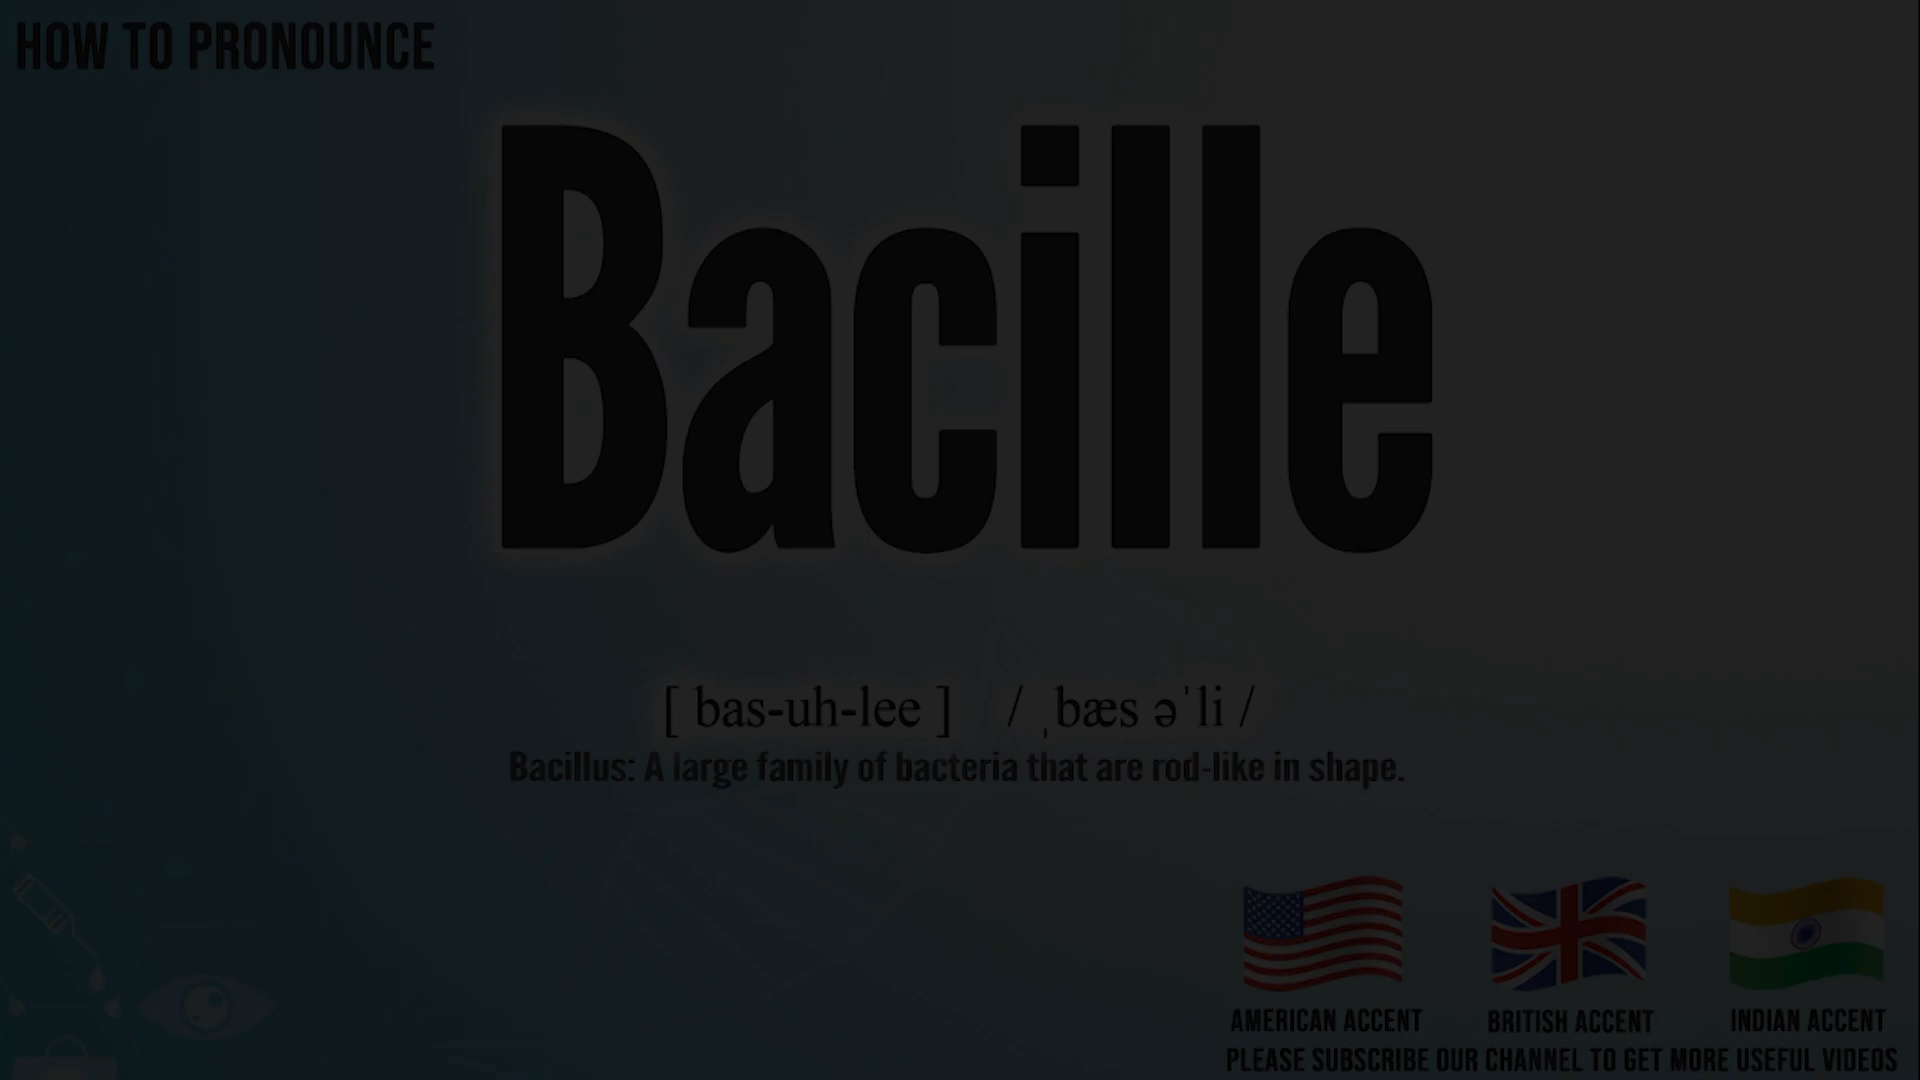 HOW TO PRONOUNCE
Bacille
[ bas-uh-lee ] / ˌbæs əˈli /
Bacillus: A large family of bacteria that are rod-like in shape.
AMERICAN ACCENT BRITISH ACCENT INDIAN ACCENT
PLEASE SUBSCRIBE OUR CHANNEL TO GET MORE USEFUL VIDEOS